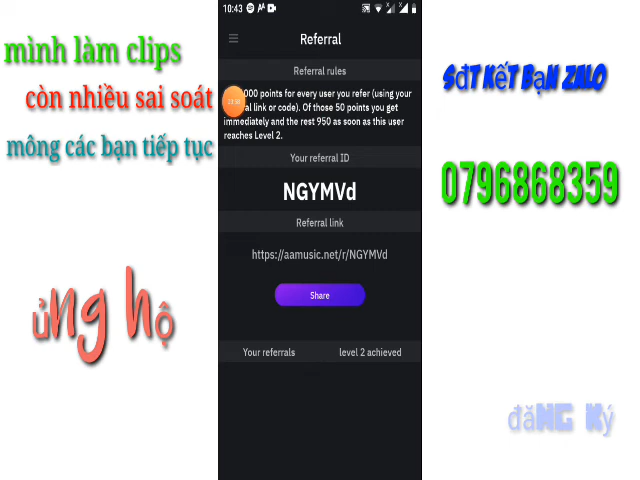 mình làm clips
còn nhiều sai soát
mông các bạn tiếp tục
ủng hộ
10:43
Referral
Referral rules
000 points for every user you refer (using your
al link or code). Of those 50 points you get
immediately and the rest 950 as soon as this user
reaches Level 2.
Your referral ID
NGYMVd
Referral link
https://aamusic.net/r/NGYMVd
Share
Your referrals level 2 achieved
SĐT KẾT BẠN ZALO
0796868359
đăNG Ký